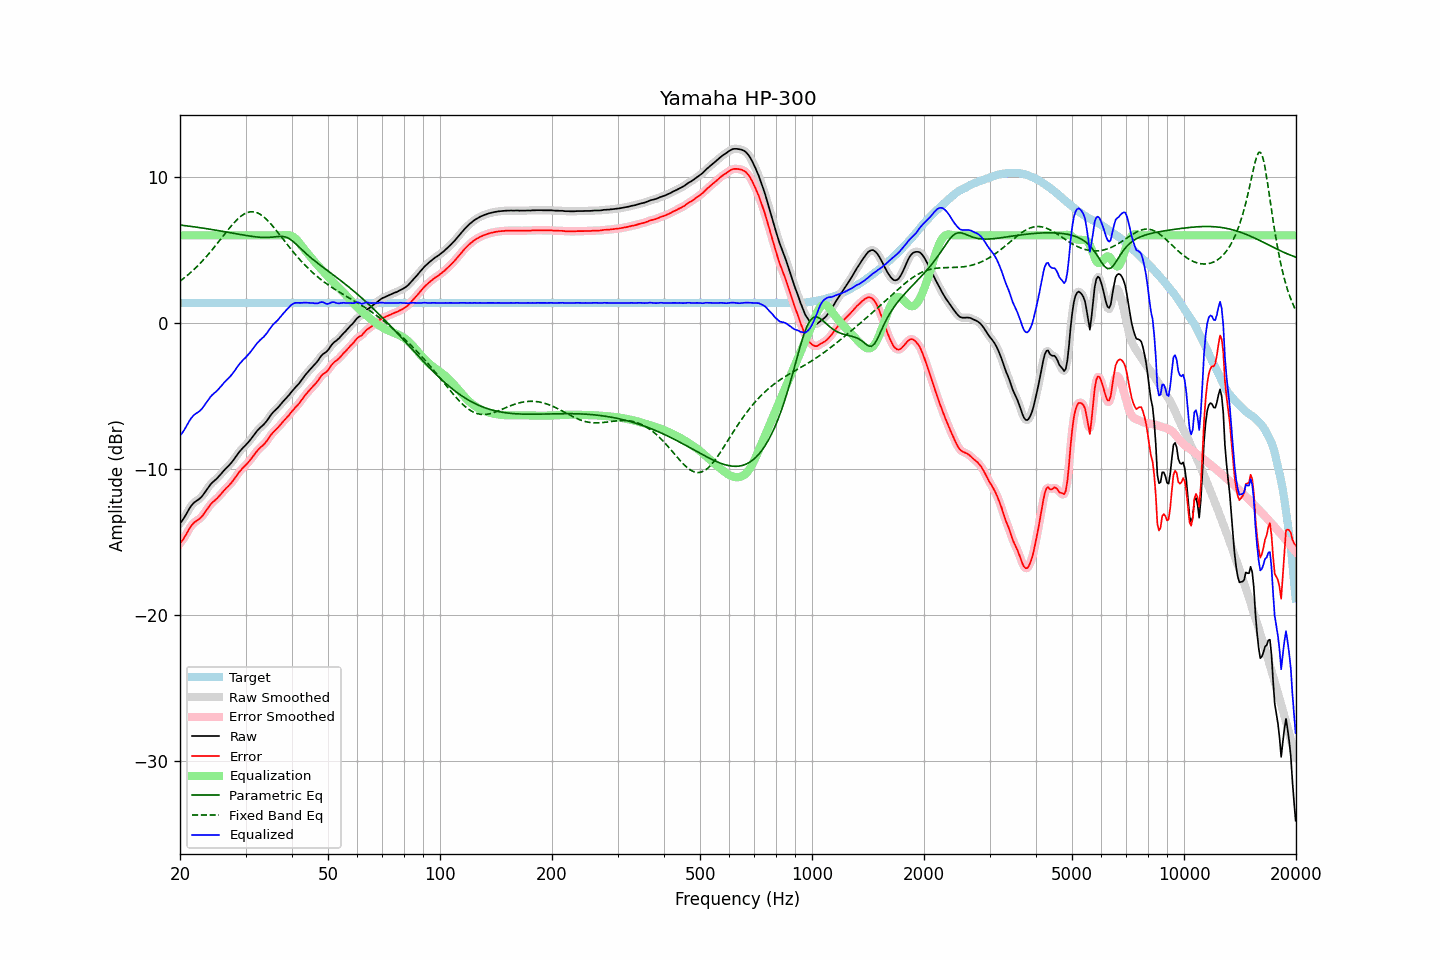 Yamaha HP-300
Amplitude (dBr)
10
0
−10
−20
−30
Target
Raw Smoothed
Error Smoothed
Raw
Error
Equalization
Parametric Eq
Fixed Band Eq
Equalized
20 50 100 200 500 1000 2000 5000 10000 20000
Frequency (Hz)